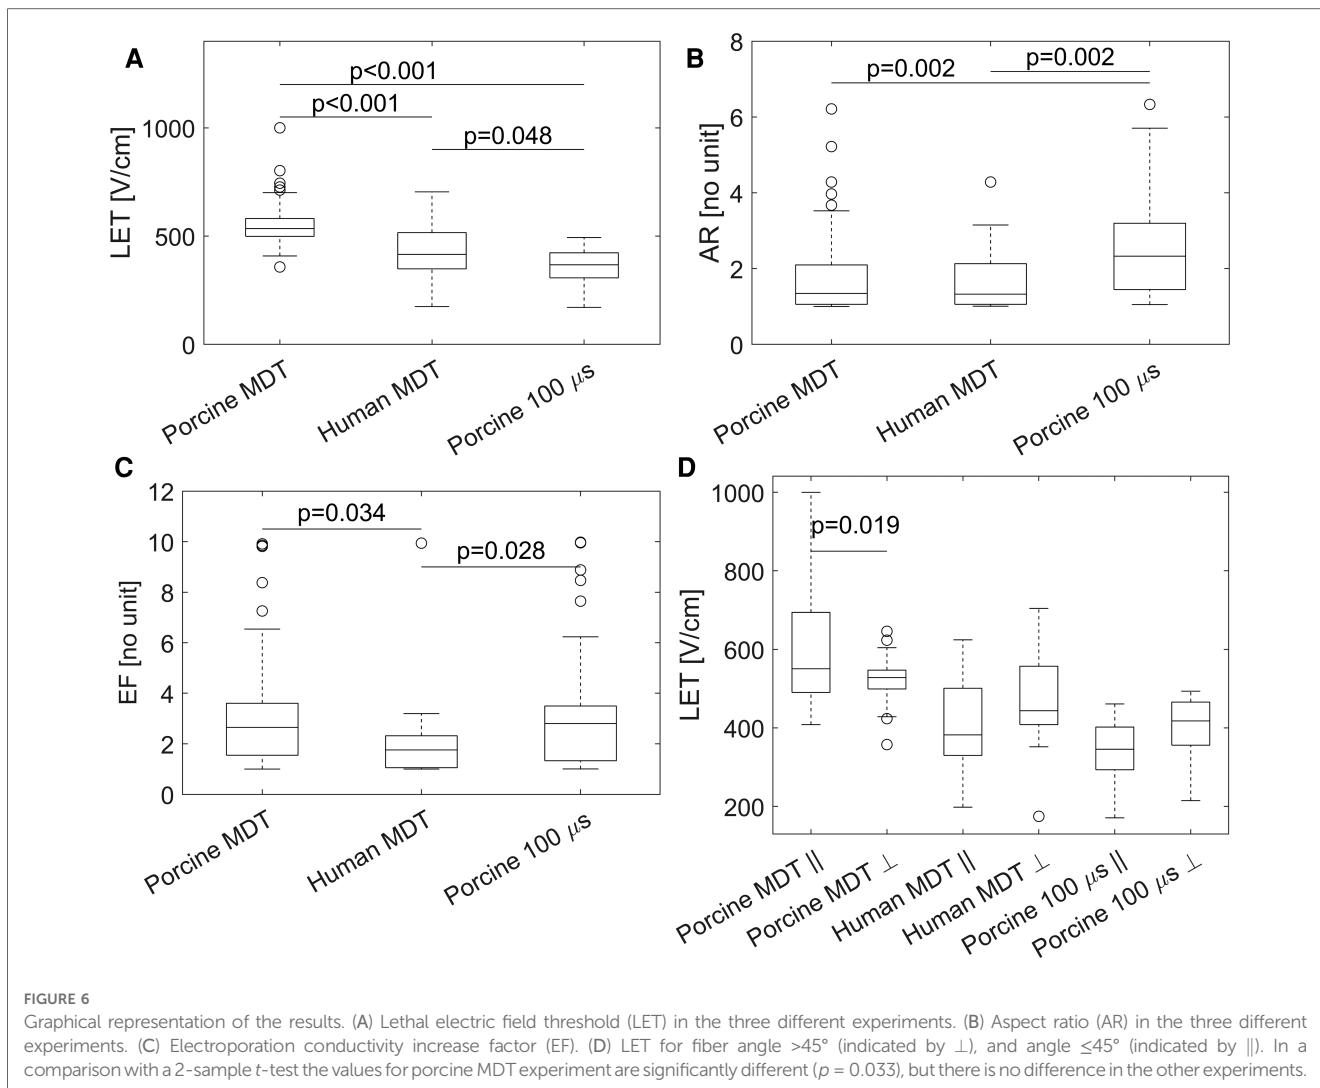 A
p<0.001
p<0.001
p=0.048
LET [V/cm]
1000
500
0
Porcine MDT
Human MDT
Porcine 100 μs
B
p=0.002
p=0.002
AR [no unit]
8
6
4
2
0
Porcine MDT
Human MDT
Porcine 100 μs
C
p=0.034
p=0.028
EF [no unit]
12
10
8
6
4
2
0
Porcine MDT
Human MDT
Porcine 100 μs
D
p=0.019
LET [V/cm]
1000
800
600
400
200
Porcine MDT ||
Porcine MDT ⊥
Human MDT ||
Human MDT ⊥
Porcine 100 μs ||
Porcine 100 μs ⊥
FIGURE 6
Graphical representation of the results. (A) Lethal electric field threshold (LET) in the three different experiments. (B) Aspect ratio (AR) in the three different
experiments. (C) Electroporation conductivity increase factor (EF). (D) LET for fiber angle >45° (indicated by ⊥), and angle ≤45° (indicated by ||). In a
comparison with a 2-sample t-test the values for porcine MDT experiment are significantly different (p = 0.033), but there is no difference in the other experiments.